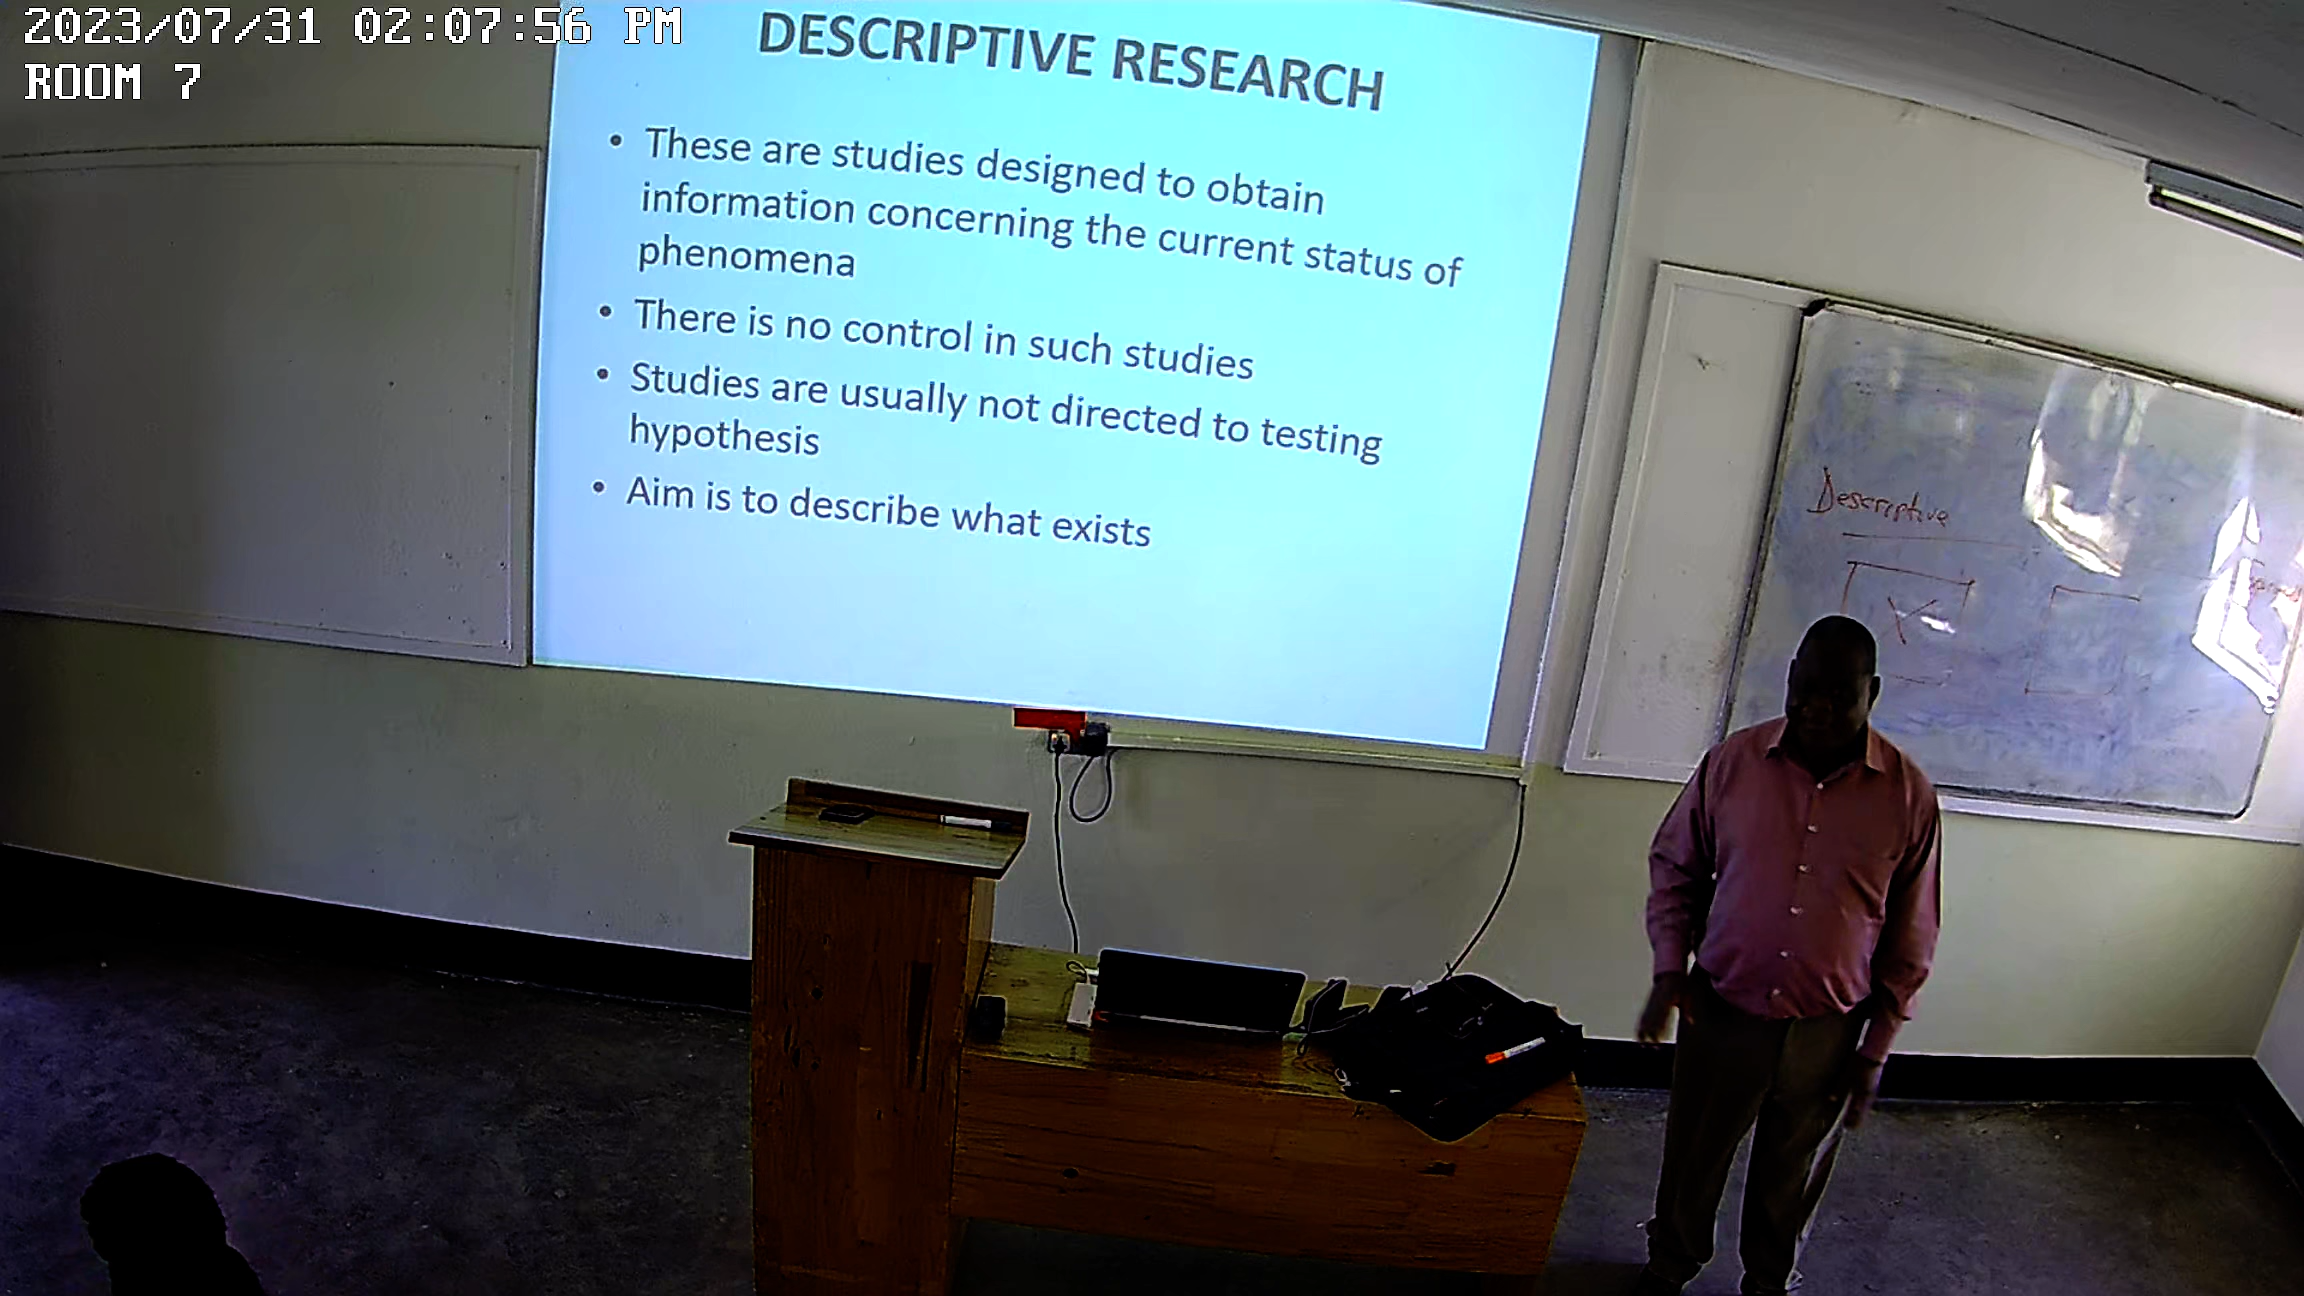 2023/07/31 02:07:56 PM
ROOM 7
DESCRIPTIVE RESEARCH
• These are studies designed to obtain
information concerning the current status of
phenomena
• There is no control in such studies
• Studies are usually not directed to testing
hypothesis
• Aim is to describe what exists
Descriptive